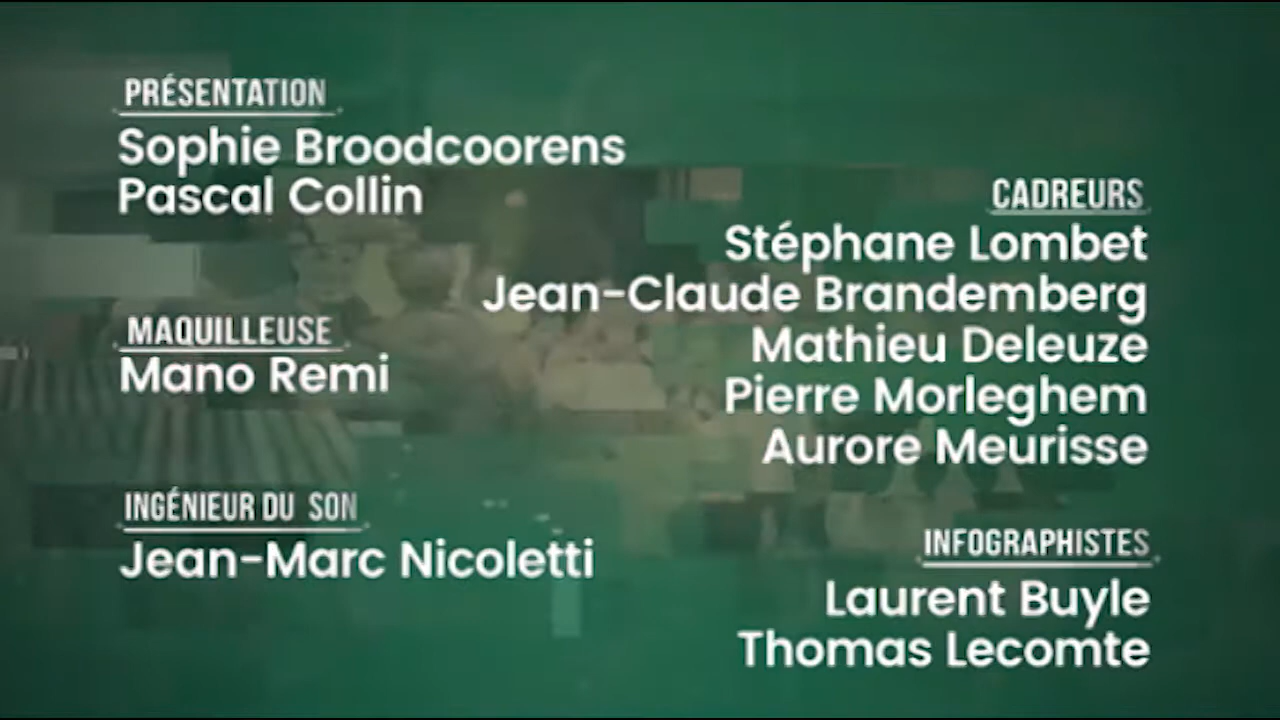 PRÉSENTATION
Sophie Broodcoorens
Pascal Collin
MAQUILLEUSE
Mano Remi
INGÉNIEUR DU SON
Jean-Marc Nicoletti
CADREURS
Stéphane Lombet
Jean-Claude Brandemberg
Mathieu Deleuze
Pierre Morleghem
Aurore Meurisse
INFOGRAPHISTES
Laurent Buyle
Thomas Lecomte